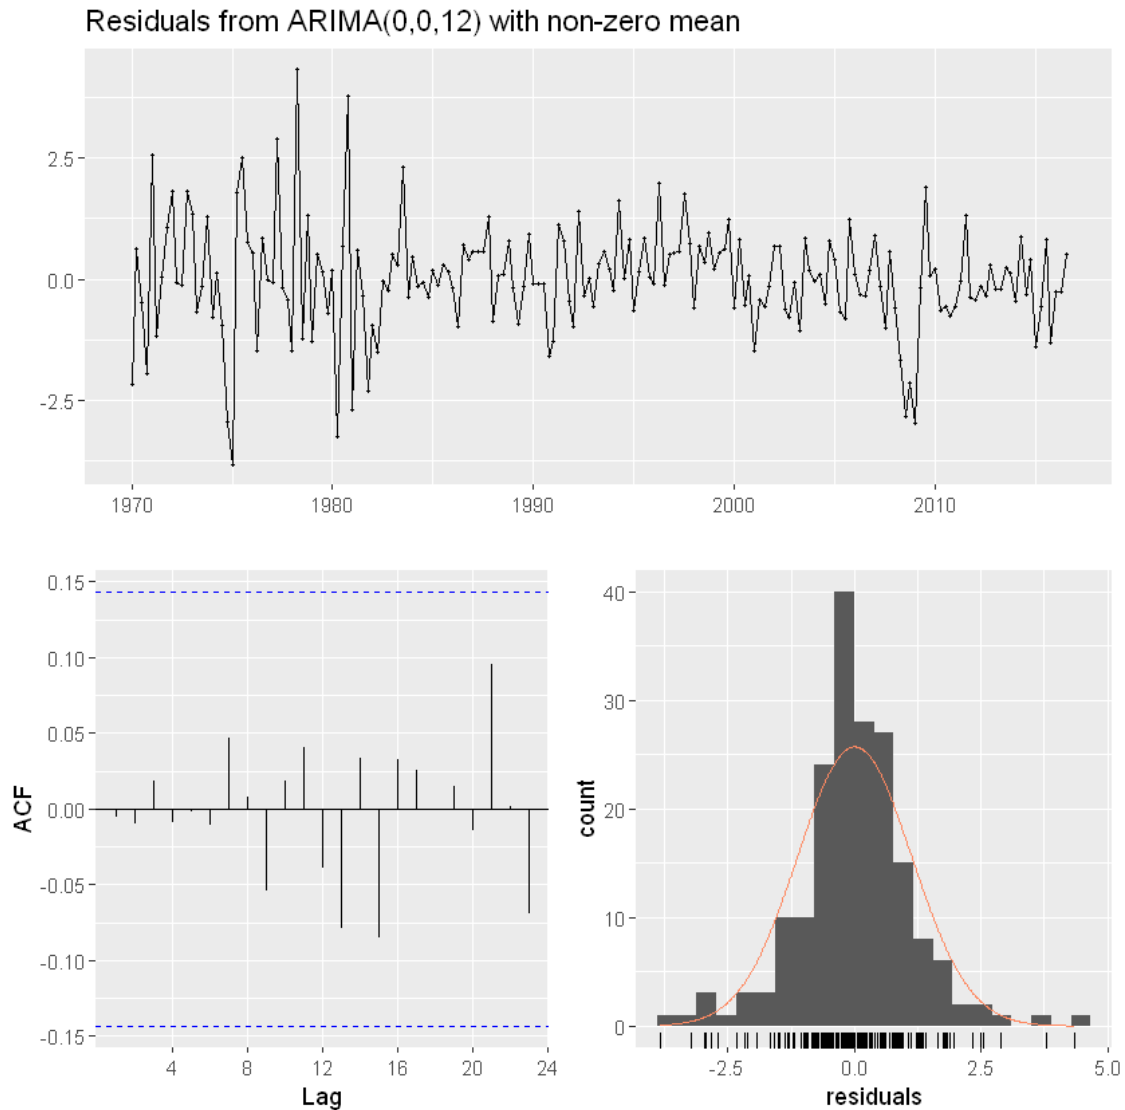 Residuals from ARIMA(0,0,12) with non-zero mean
2.5
0.0
-2.5
1970 1980 1990 2000 2010
0.15
0.10
0.05
0.00
-0.05
-0.10
-0.15
ACF
4 8 12 16 20 24
Lag
40
30
20
10
0
count
-2.5 0.0 2.5 5.0
residuals